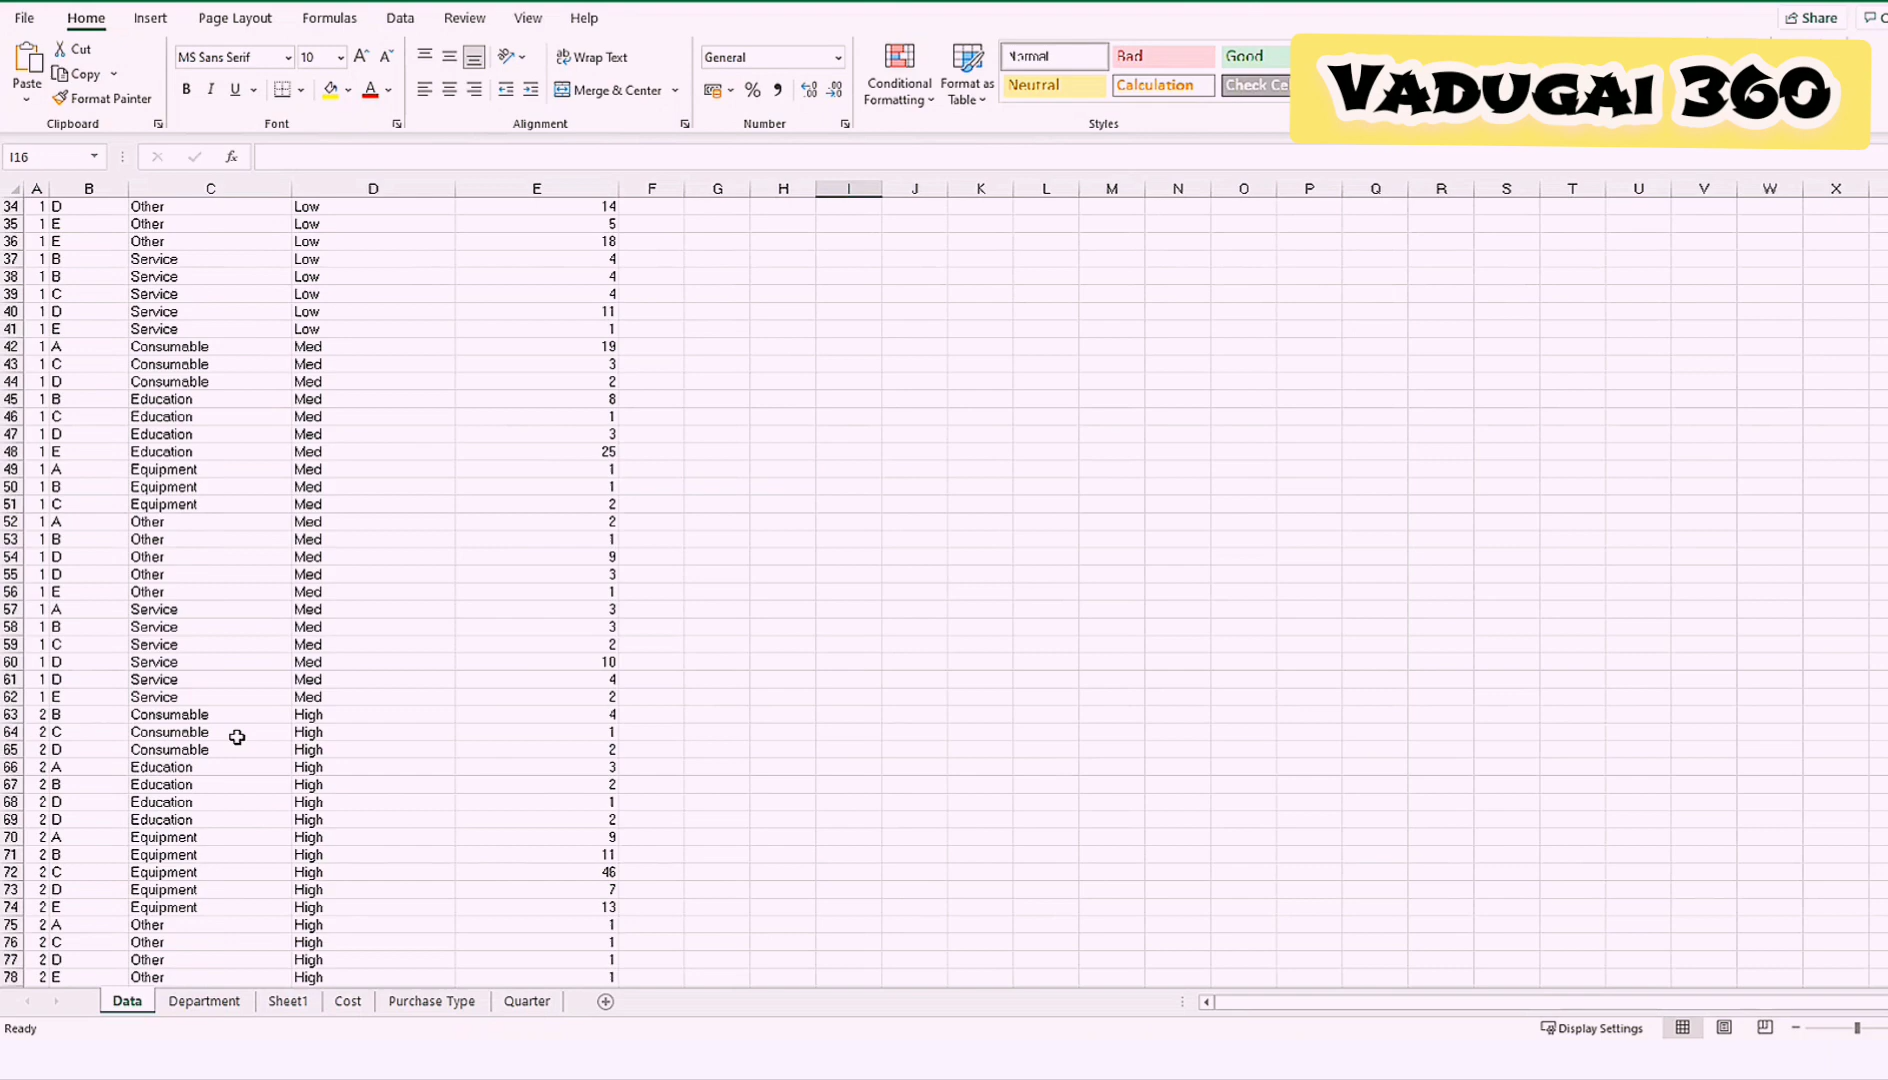 File Home Insert Page Layout Formulas Data Review View Help Share
Cut
Copy
Format Painter
Paste
Clipboard
MS Sans Serif 10
B I U
Font
Wrap Text
Merge & Center
Alignment
General
Number
Conditional Formatting
Format as Table
Normal Bad Good
Neutral Calculation Check Ce
Styles
VADUGAI 360
I16 fx
A B C D E F G H I J K L M N O P Q R S T U V W X
34 1 D Other Low 14
35 1 E Other Low 5
36 1 E Other Low 18
37 1 B Service Low 4
38 1 B Service Low 4
39 1 C Service Low 4
40 1 D Service Low 11
41 1 E Service Low 1
42 1 A Consumable Med 19
43 1 C Consumable Med 3
44 1 D Consumable Med 2
45 1 B Education Med 8
46 1 C Education Med 1
47 1 D Education Med 3
48 1 E Education Med 25
49 1 A Equipment Med 1
50 1 B Equipment Med 1
51 1 C Equipment Med 2
52 1 A Other Med 2
53 1 B Other Med 1
54 1 D Other Med 9
55 1 D Other Med 3
56 1 E Other Med 1
57 1 A Service Med 3
58 1 B Service Med 3
59 1 C Service Med 2
60 1 D Service Med 10
61 1 D Service Med 4
62 1 E Service Med 2
63 2 B Consumable High 4
64 2 C Consumable High 1
65 2 D Consumable High 2
66 2 A Education High 3
67 2 B Education High 2
68 2 D Education High 1
69 2 D Education High 2
70 2 A Equipment High 9
71 2 B Equipment High 11
72 2 C Equipment High 46
73 2 D Equipment High 7
74 2 E Equipment High 13
75 2 A Other High 1
76 2 C Other High 1
77 2 D Other High 1
78 2 E Other High 1
Data Department Sheet1 Cost Purchase Type Quarter
Ready Display Settings